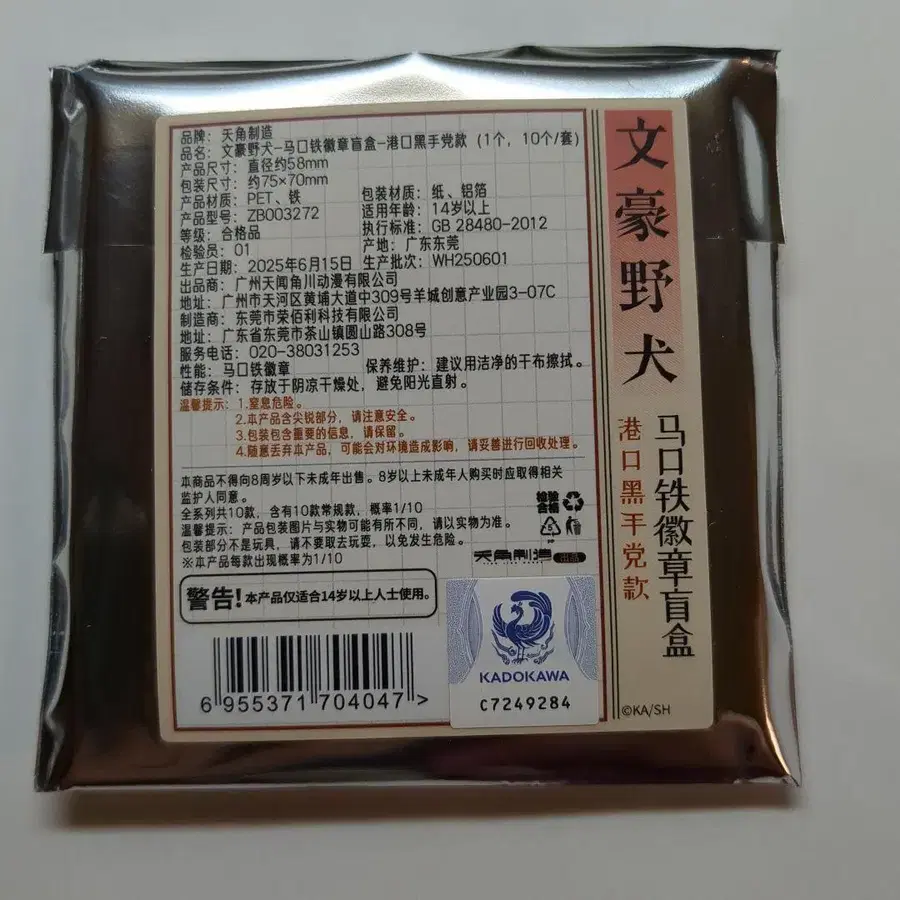 品牌：天角制造
品名：文豪野犬-马口铁徽章盲盒-港口黑手党款（1个，10个/套）
产品尺寸：直径约58mm
包装尺寸：约75×70mm
产品材质：PET、铁 包装材质：纸、铝箔
产品型号：ZB003272 适用年龄：14岁以上
等级：合格品 执行标准：GB 28480-2012
检验员：01 产地：广东东莞
生产日期：2025年6月15日 生产批次：WH250601
出品商：广州天闻角川动漫有限公司
地址：广州市天河区黄埔大道中309号羊城创意产业园3-07C
制造商：东莞市荣佰利科技有限公司
地址：广东省东莞市茶山镇圆山路308号
服务电话：020-38031253
性能：马口铁徽章 保养维护：建议用洁净的干布擦拭。
储存条件：存放于阴凉干燥处，避免阳光直射。
温馨提示：1.窒息危险。
2.本产品含尖锐部分，请注意安全。
3.包装包含重要的信息，请保留。
4.随意丢弃本产品，可能会对环境造成影响，请妥善进行回收处理。
本商品不得向8周岁以下未成年出售。8岁以上未成年人购买时应取得相关
监护人同意。
全系列共10款，含有10款常规款，概率1/10
温馨提示：产品包装图片与实物可能有所不同，请以实物为准。
包装部分不是玩具，请不要取去玩耍，以免发生危险。
※本产品每款出现概率为1/10
检验
合格
5
天角制造 出品
警告！本产品仅适合14岁以上人士使用。
6 955371 704047 >
KADOKAWA
C7249284
文豪野犬
马口铁徽章盲盒
港口黑手党款
©KA/SH